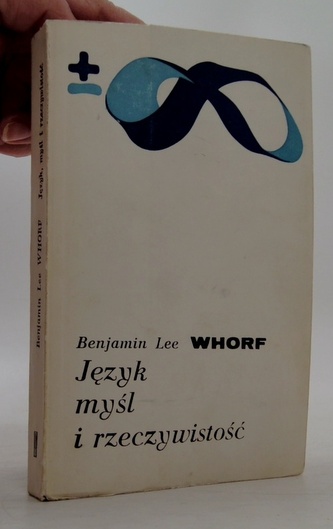 ±
Benjamin Lee WHORF
Język
myśl
i rzeczywistość
Benjamin Lee WHORF Język, myśl i rzeczywistość